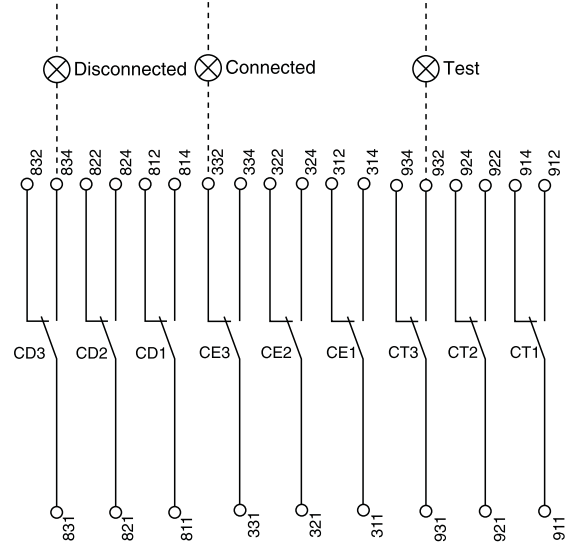 Disconnected Connected Test
832 834 822 824 812 814 332 334 322 324 312 314 934 932 924 922 914 912
CD3 CD2 CD1 CE3 CE2 CE1 CT3 CT2 CT1
831 821 811 331 321 311 931 921 911